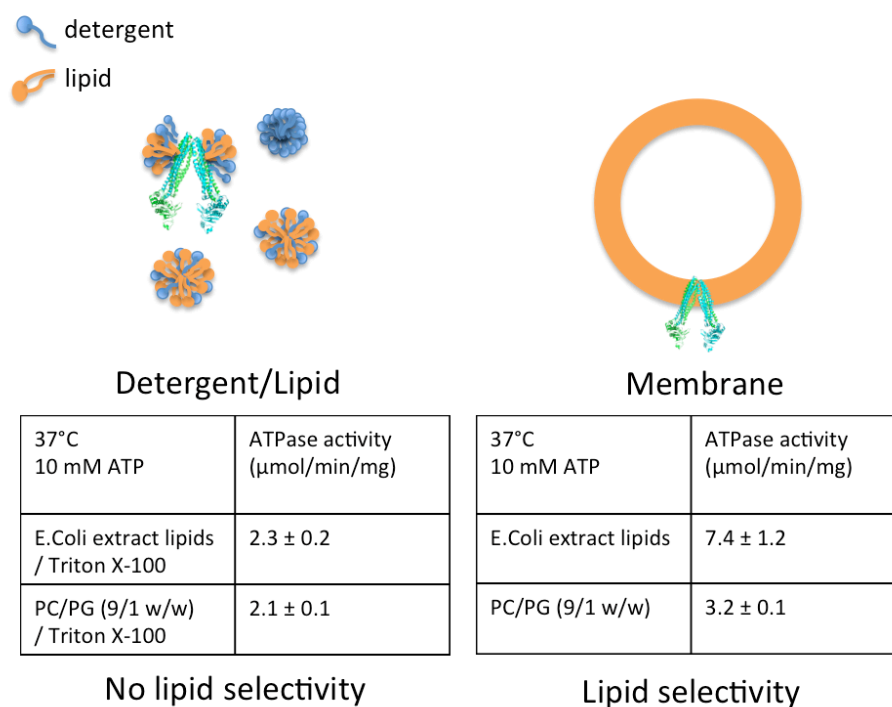 detergent
lipid
Detergent/Lipid
37°C
10 mM ATP
ATPase activity
(μmol/min/mg)
E.Coli extract lipids
/ Triton X-100
2.3 ± 0.2
PC/PG (9/1 w/w)
/ Triton X-100
2.1 ± 0.1
No lipid selectivity
Membrane
37°C
10 mM ATP
ATPase activity
(μmol/min/mg)
E.Coli extract lipids
7.4 ± 1.2
PC/PG (9/1 w/w)
3.2 ± 0.1
Lipid selectivity